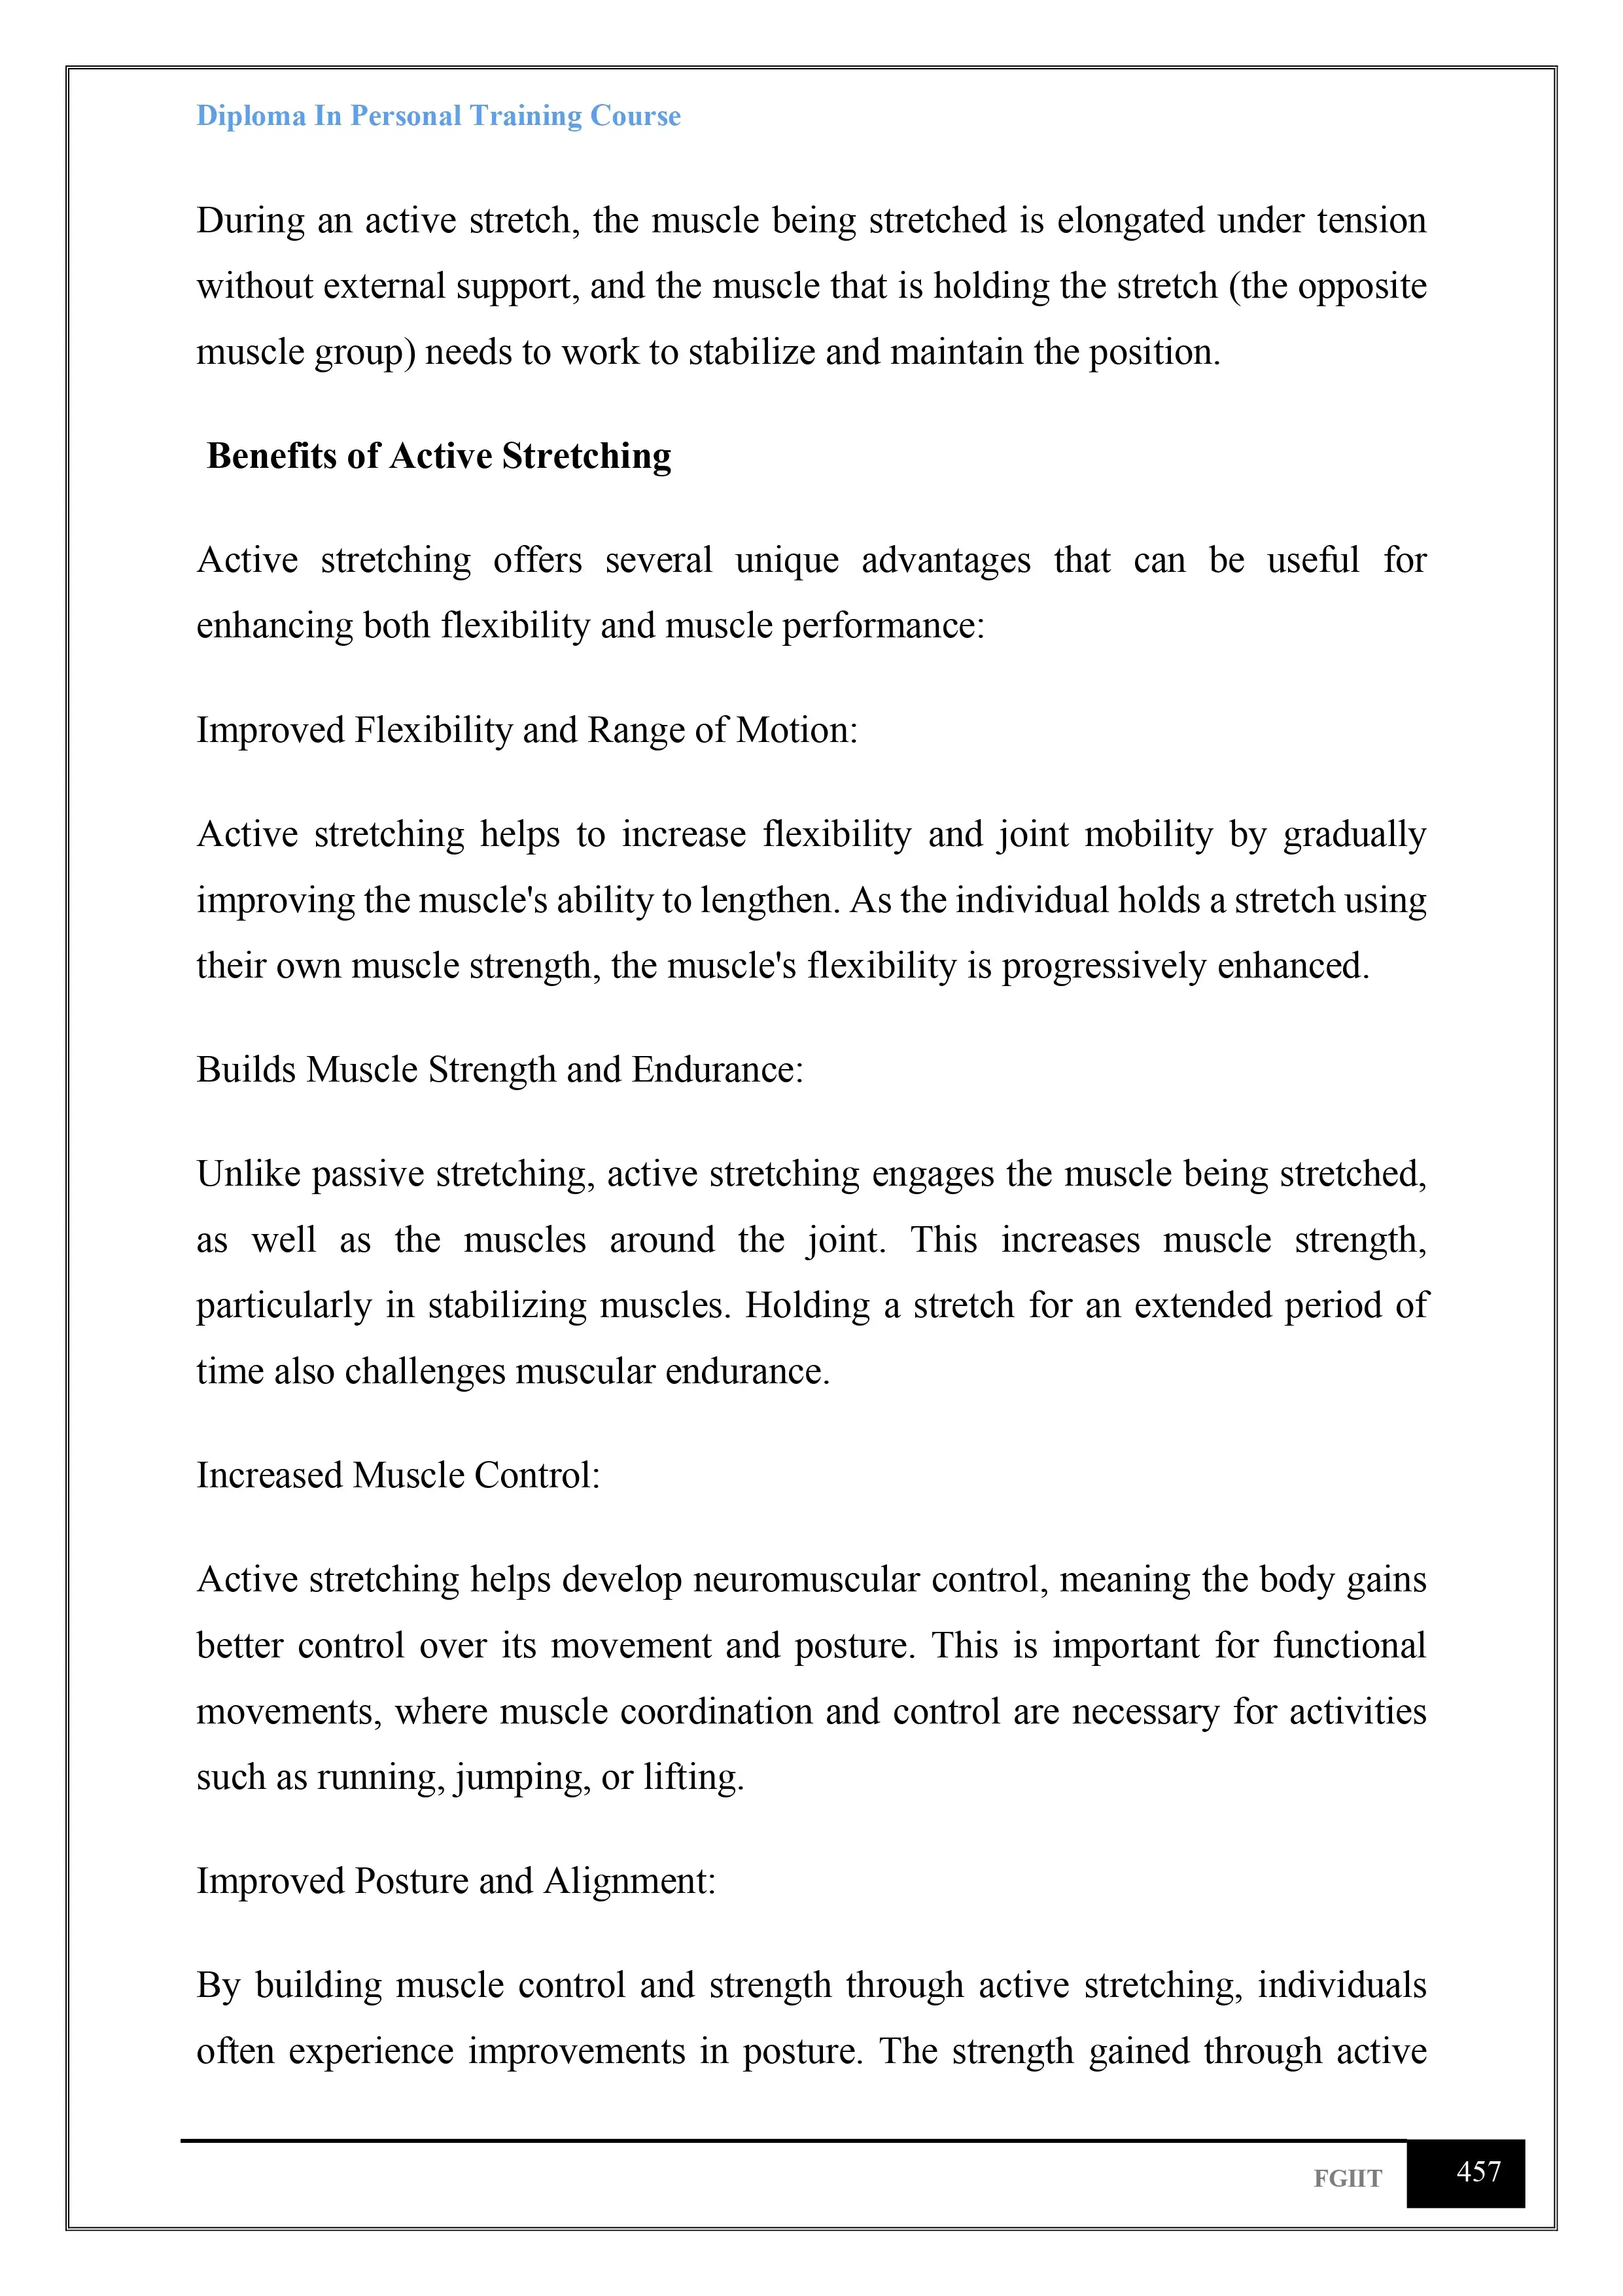 Diploma In Personal Training Course
During an active stretch, the muscle being stretched is elongated under tension
without external support, and the muscle that is holding the stretch (the opposite
muscle group) needs to work to stabilize and maintain the position.
Benefits of Active Stretching
Active stretching offers several unique advantages that can be useful for
enhancing both flexibility and muscle performance:
Improved Flexibility and Range of Motion:
Active stretching helps to increase flexibility and joint mobility by gradually
improving the muscle's ability to lengthen. As the individual holds a stretch using
their own muscle strength, the muscle's flexibility is progressively enhanced.
Builds Muscle Strength and Endurance:
Unlike passive stretching, active stretching engages the muscle being stretched,
as well as the muscles around the joint. This increases muscle strength,
particularly in stabilizing muscles. Holding a stretch for an extended period of
time also challenges muscular endurance.
Increased Muscle Control:
Active stretching helps develop neuromuscular control, meaning the body gains
better control over its movement and posture. This is important for functional
movements, where muscle coordination and control are necessary for activities
such as running, jumping, or lifting.
Improved Posture and Alignment:
By building muscle control and strength through active stretching, individuals
often experience improvements in posture. The strength gained through active
FGIIT 457